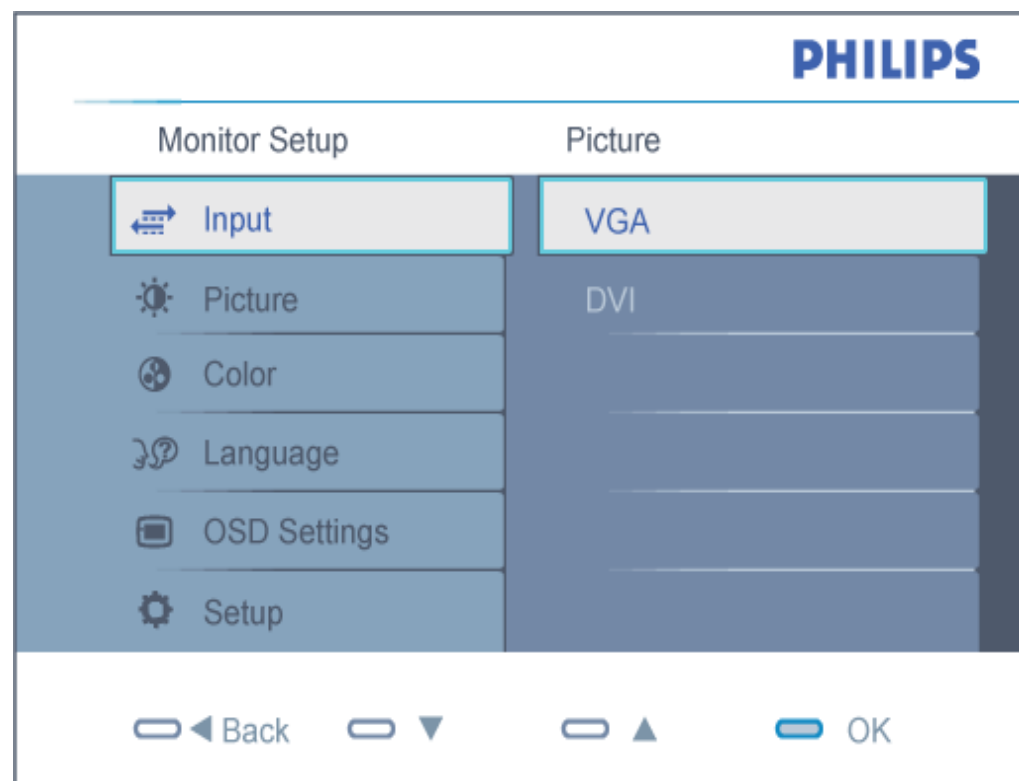 PHILIPS
Monitor Setup Picture
Input VGA
Picture DVI
Color
Language
OSD Settings
Setup
Back OK